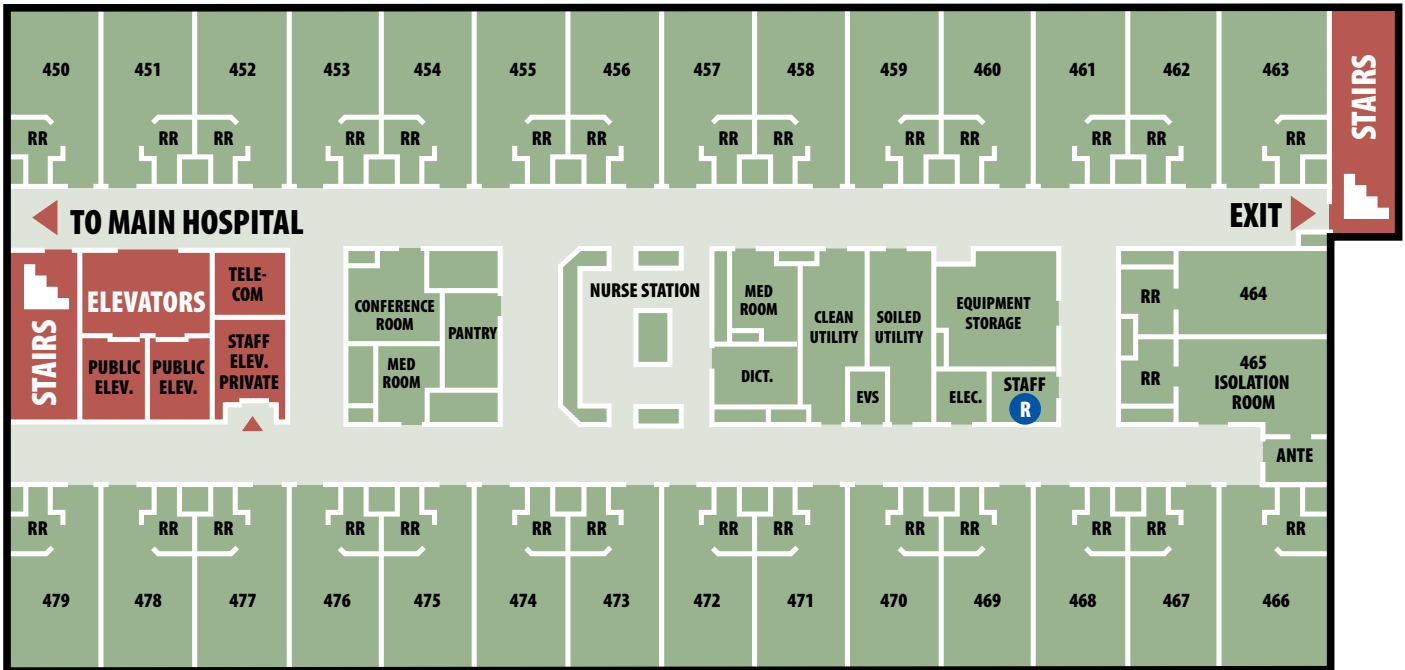 450 451 452 453 454 455 456 457 458 459 460 461 462 463
STAIRS
RR RR RR RR RR RR RR RR RR RR RR RR RR RR
TO MAIN HOSPITAL
EXIT
STAIRS
ELEVATORS
PUBLIC
ELEV.
PUBLIC
ELEV.
TELE-
COM
STAFF
ELEV.
PRIVATE
CONFERENCE
ROOM
MED
ROOM
PANTRY
NURSE STATION
MED
ROOM
DICT.
CLEAN
UTILITY
EVS
SOILED
UTILITY
EQUIPMENT
STORAGE
ELEC.
STAFF
R
RR
464
RR
465
ISOLATION
ROOM
ANTE
RR RR RR RR RR RR RR RR RR RR RR RR RR RR
479 478 477 476 475 474 473 472 471 470 469 468 467 466